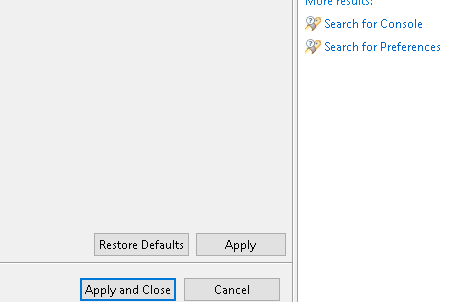 More results:
Search for Console
Search for Preferences
Restore Defaults
Apply
Apply and Close
Cancel